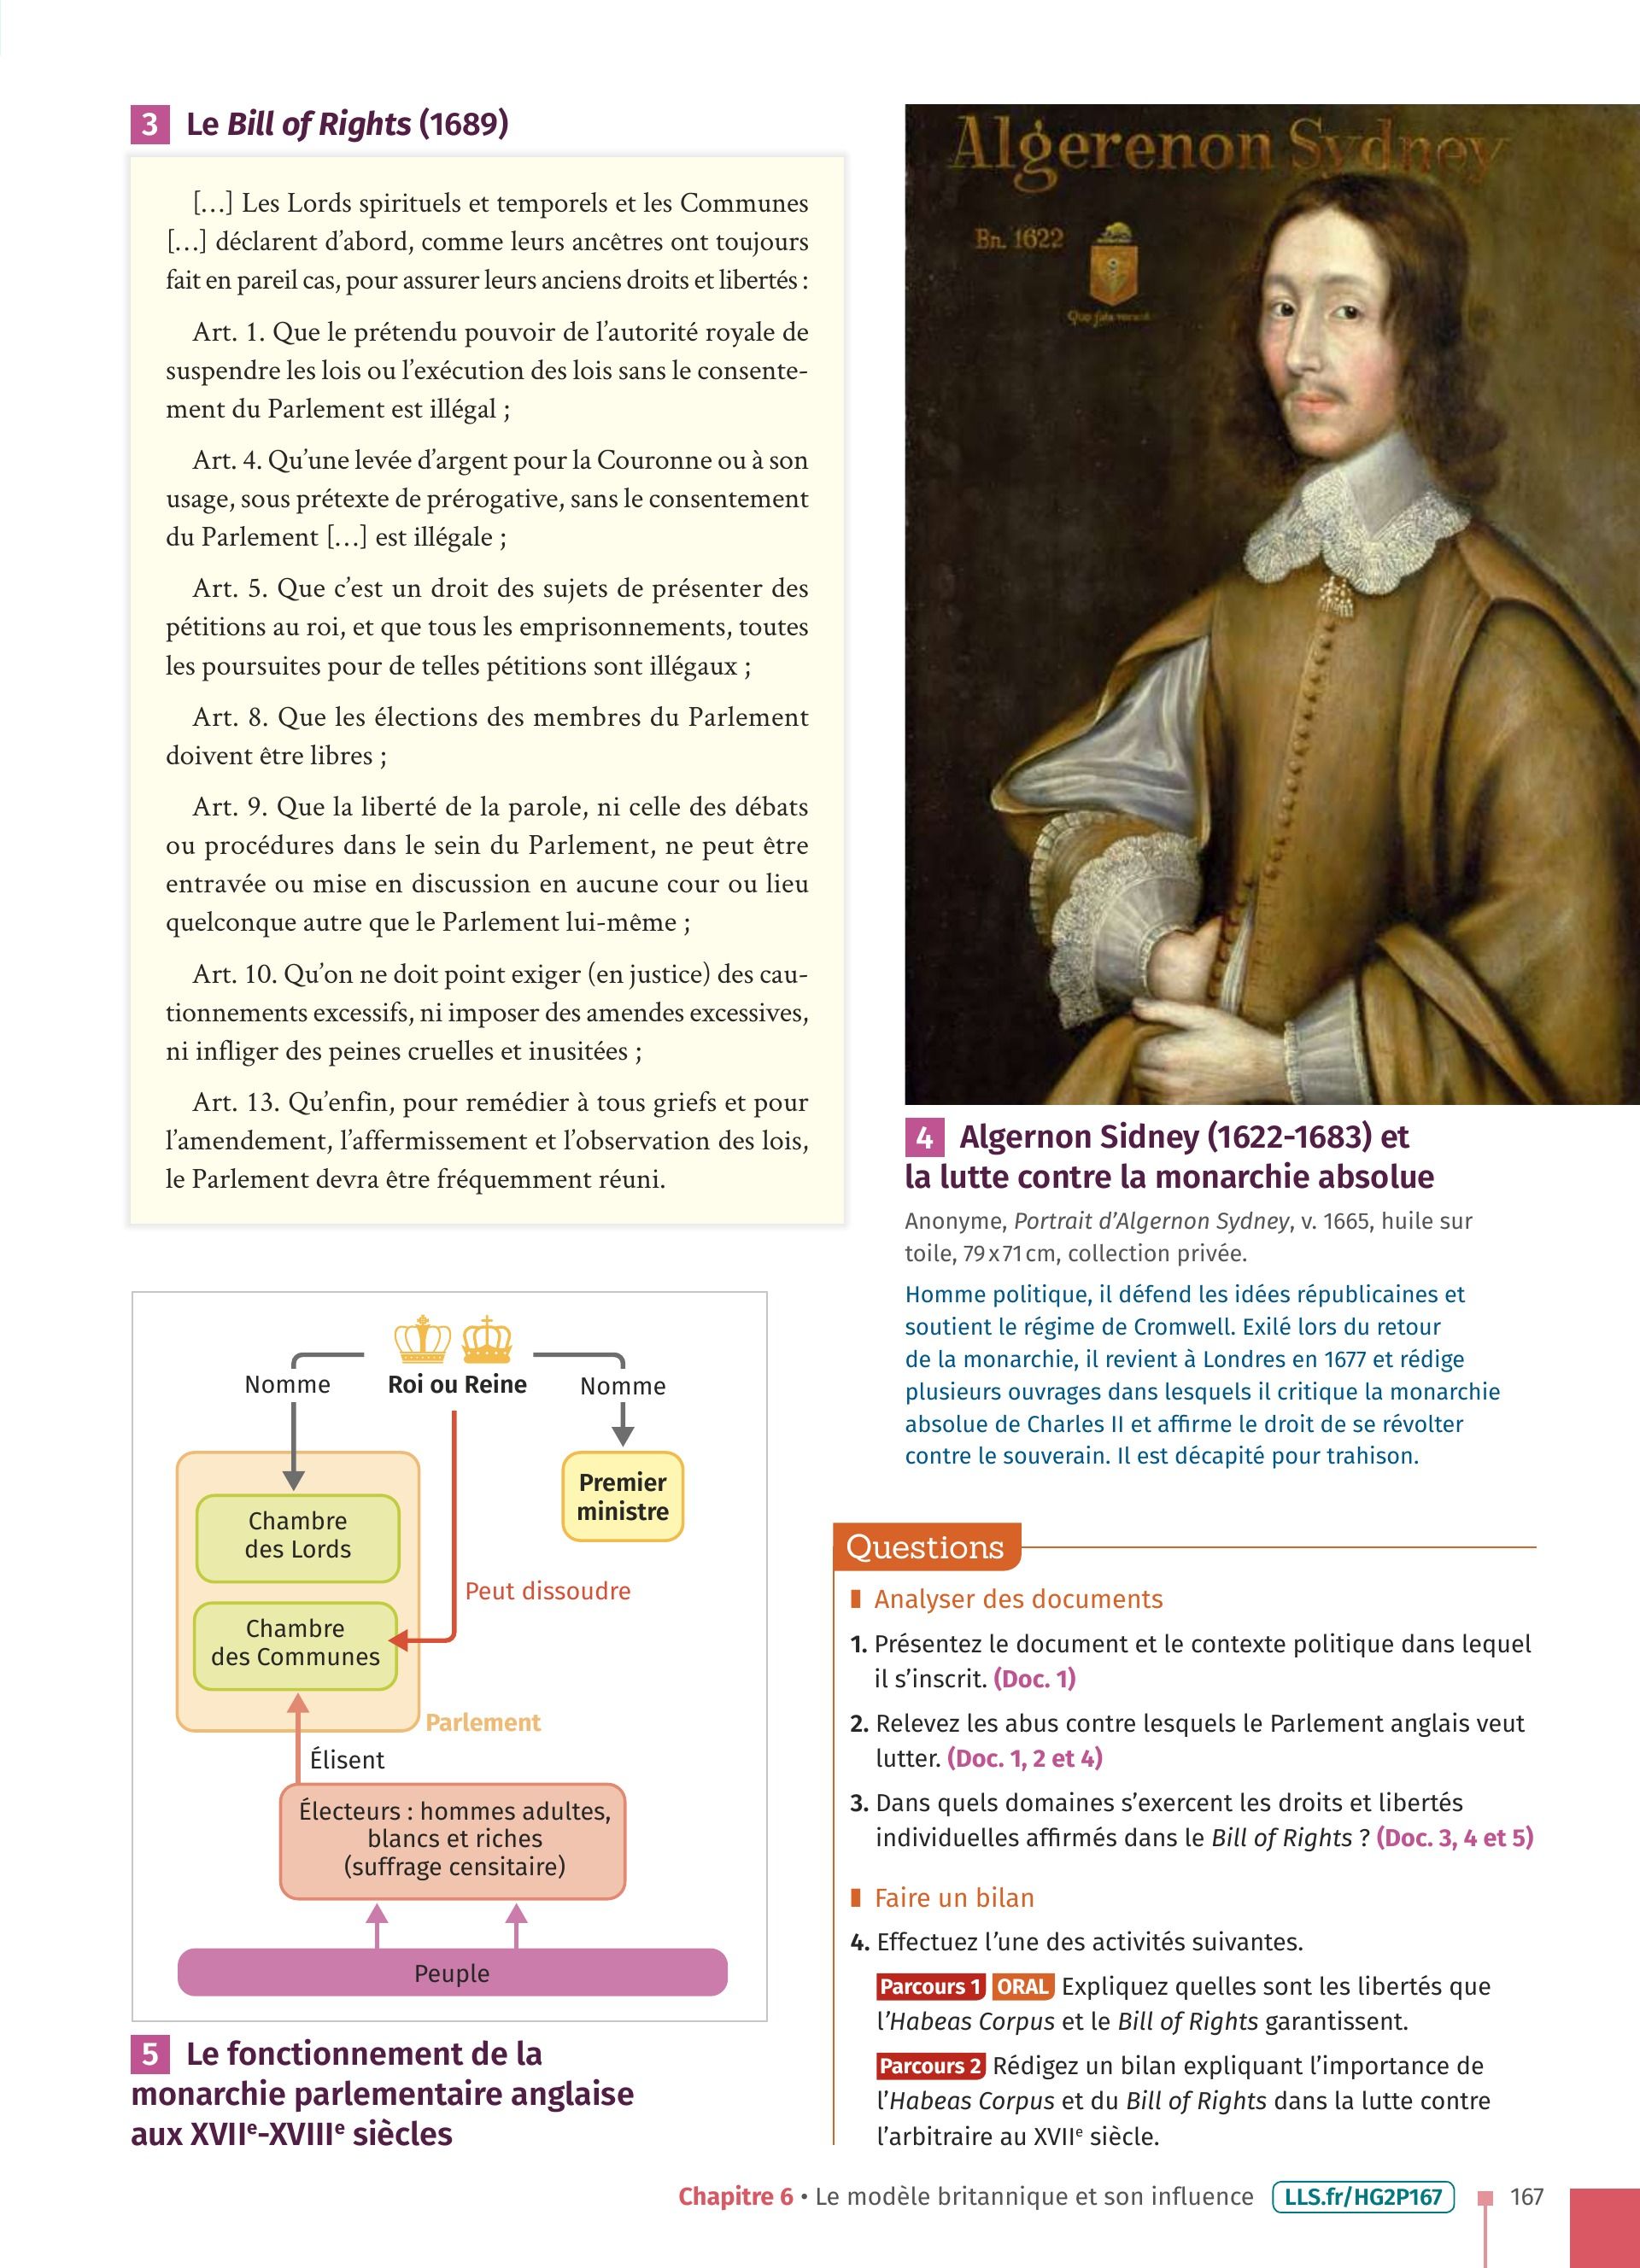 3 Le Bill of Rights (1689)
[…] Les Lords spirituels et temporels et les Communes
[…] déclarent d’abord, comme leurs ancêtres ont toujours
fait en pareil cas, pour assurer leurs anciens droits et libertés :
Art. 1. Que le prétendu pouvoir de l’autorité royale de
suspendre les lois ou l’exécution des lois sans le consente-
ment du Parlement est illégal ;
Art. 4. Qu’une levée d’argent pour la Couronne ou à son
usage, sous prétexte de prérogative, sans le consentement
du Parlement […] est illégale ;
Art. 5. Que c’est un droit des sujets de présenter des
pétitions au roi, et que tous les emprisonnements, toutes
les poursuites pour de telles pétitions sont illégaux ;
Art. 8. Que les élections des membres du Parlement
doivent être libres ;
Art. 9. Que la liberté de la parole, ni celle des débats
ou procédures dans le sein du Parlement, ne peut être
entravée ou mise en discussion en aucune cour ou lieu
quelconque autre que le Parlement lui-même ;
Art. 10. Qu’on ne doit point exiger (en justice) des cau-
tionnements excessifs, ni imposer des amendes excessives,
ni infliger des peines cruelles et inusitées ;
Art. 13. Qu’enfin, pour remédier à tous griefs et pour
l’amendement, l’affermissement et l’observation des lois,
le Parlement devra être fréquemment réuni.
Algerenon Sydney
Bn. 1622
4 Algernon Sidney (1622-1683) et
la lutte contre la monarchie absolue
Anonyme, Portrait d’Algernon Sydney, v. 1665, huile sur
toile, 79 x 71 cm, collection privée.
Homme politique, il défend les idées républicaines et
soutient le régime de Cromwell. Exilé lors du retour
de la monarchie, il revient à Londres en 1677 et rédige
plusieurs ouvrages dans lesquels il critique la monarchie
absolue de Charles II et affirme le droit de se révolter
contre le souverain. Il est décapité pour trahison.
Nomme
Roi ou Reine
Nomme
Premier
ministre
Chambre
des Lords
Peut dissoudre
Chambre
des Communes
Parlement
Élisent
Électeurs : hommes adultes,
blancs et riches
(suffrage censitaire)
Peuple
5 Le fonctionnement de la
monarchie parlementaire anglaise
aux XVIIe-XVIIIe siècles
Questions
Analyser des documents
1. Présentez le document et le contexte politique dans lequel
il s’inscrit. (Doc. 1)
2. Relevez les abus contre lesquels le Parlement anglais veut
lutter. (Doc. 1, 2 et 4)
3. Dans quels domaines s’exercent les droits et libertés
individuelles affirmés dans le Bill of Rights ? (Doc. 3, 4 et 5)
Faire un bilan
4. Effectuez l’une des activités suivantes.
Parcours 1 ORAL Expliquez quelles sont les libertés que
l’Habeas Corpus et le Bill of Rights garantissent.
Parcours 2 Rédigez un bilan expliquant l’importance de
l’Habeas Corpus et du Bill of Rights dans la lutte contre
l’arbitraire au XVIIe siècle.
Chapitre 6 • Le modèle britannique et son influence LLS.fr/HG2P167 167